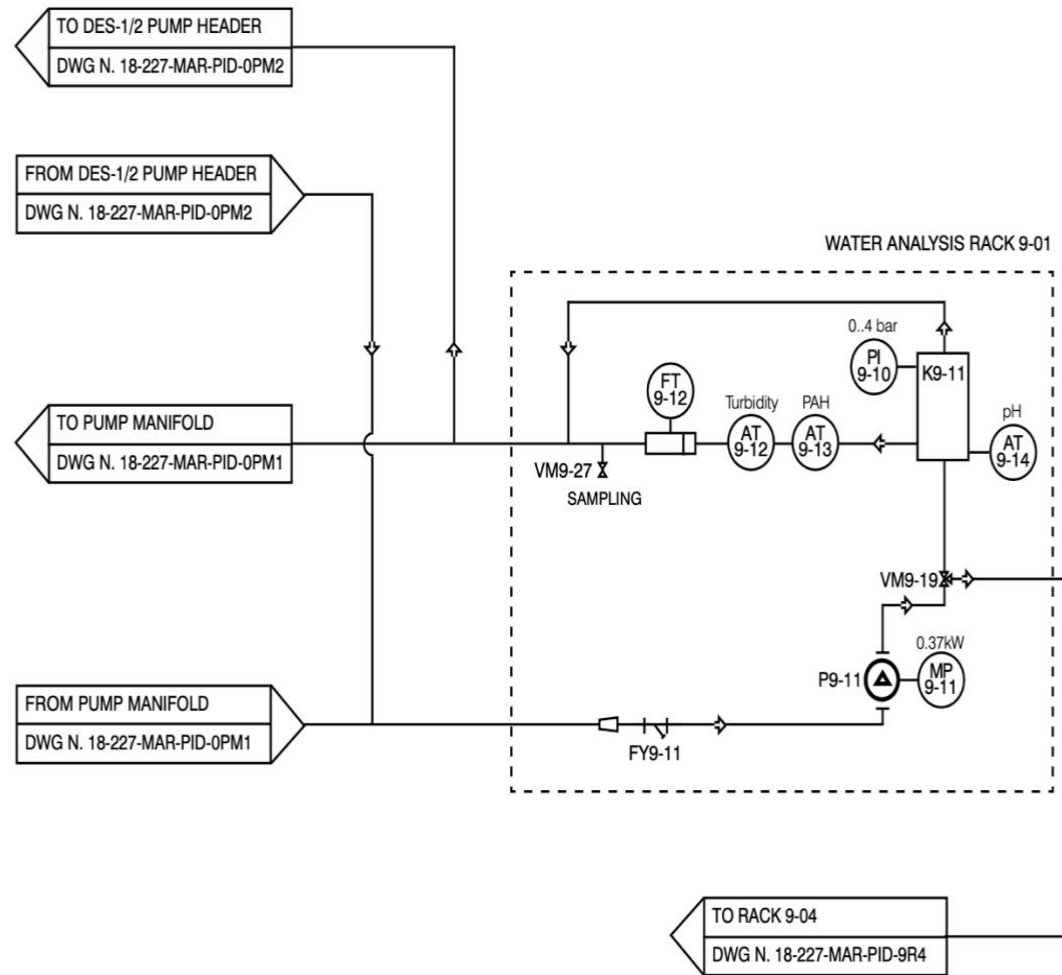 TO DES-1/2 PUMP HEADER
DWG N. 18-227-MAR-PID-0PM2
FROM DES-1/2 PUMP HEADER
DWG N. 18-227-MAR-PID-0PM2
WATER ANALYSIS RACK 9-01
0..4 bar
PI
9-10
K9-11
FT
9-12
Turbidity
AT
9-12
PAH
AT
9-13
pH
AT
9-14
TO PUMP MANIFOLD
DWG N. 18-227-MAR-PID-0PM1
VM9-27
SAMPLING
VM9-19
0.37kW
P9-11
MP
9-11
FROM PUMP MANIFOLD
DWG N. 18-227-MAR-PID-0PM1
FY9-11
TO RACK 9-04
DWG N. 18-227-MAR-PID-9R4